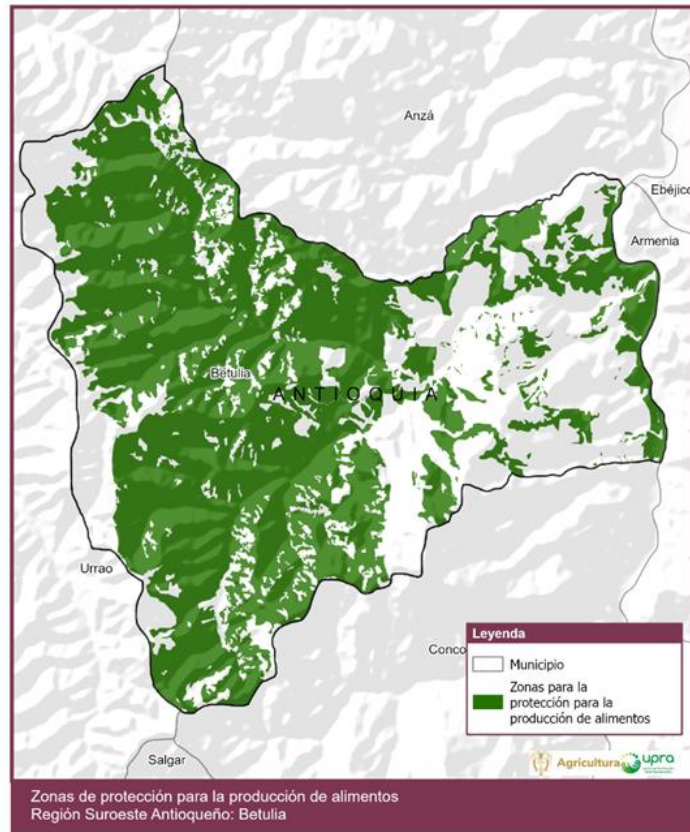 Anzá
Ebéjico
Armenia
Betulia
ANTIOQUIA
Urrao
Conco
Salgar
Leyenda
Municipio
Zonas para la
protección para la
producción de alimentos
Agricultura upra
Zonas de protección para la producción de alimentos
Región Suroeste Antioqueño: Betulia